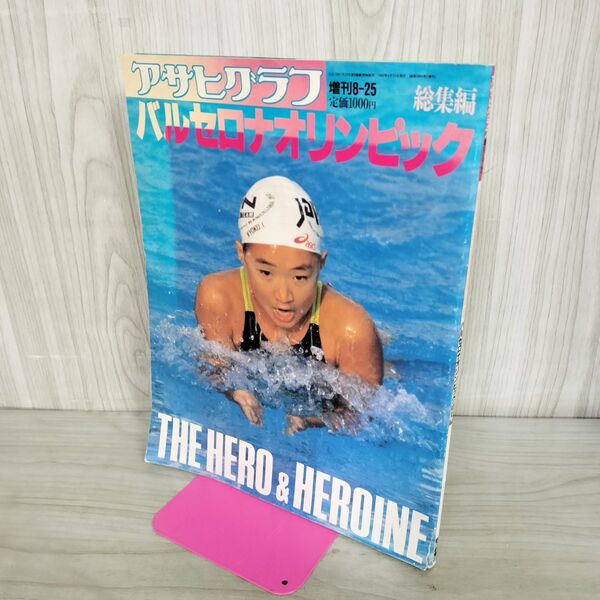 アサヒグラフ
増刊8-25
定価1000円
総集編
バルセロナオリンピック
THE HERO & HEROINE